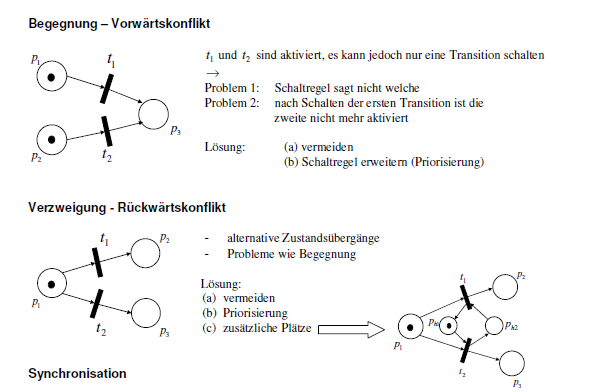 Begegnung – Vorwärtskonflikt
p1
t1
p3
p2
t2
t1 und t2 sind aktiviert, es kann jedoch nur eine Transition schalten
→
Problem 1: Schaltregel sagt nicht welche
Problem 2: nach Schalten der ersten Transition ist die
zweite nicht mehr aktiviert
Lösung: (a) vermeiden
(b) Schaltregel erweitern (Priorisierung)
Verzweigung - Rückwärtskonflikt
t1
p2
p1
t2
p3
- alternative Zustandsübergänge
- Probleme wie Begegnung
Lösung:
(a) vermeiden
(b) Priorisierung
(c) zusätzliche Plätze
t1
p2
ph2
p1
t2
p3
Synchronisation